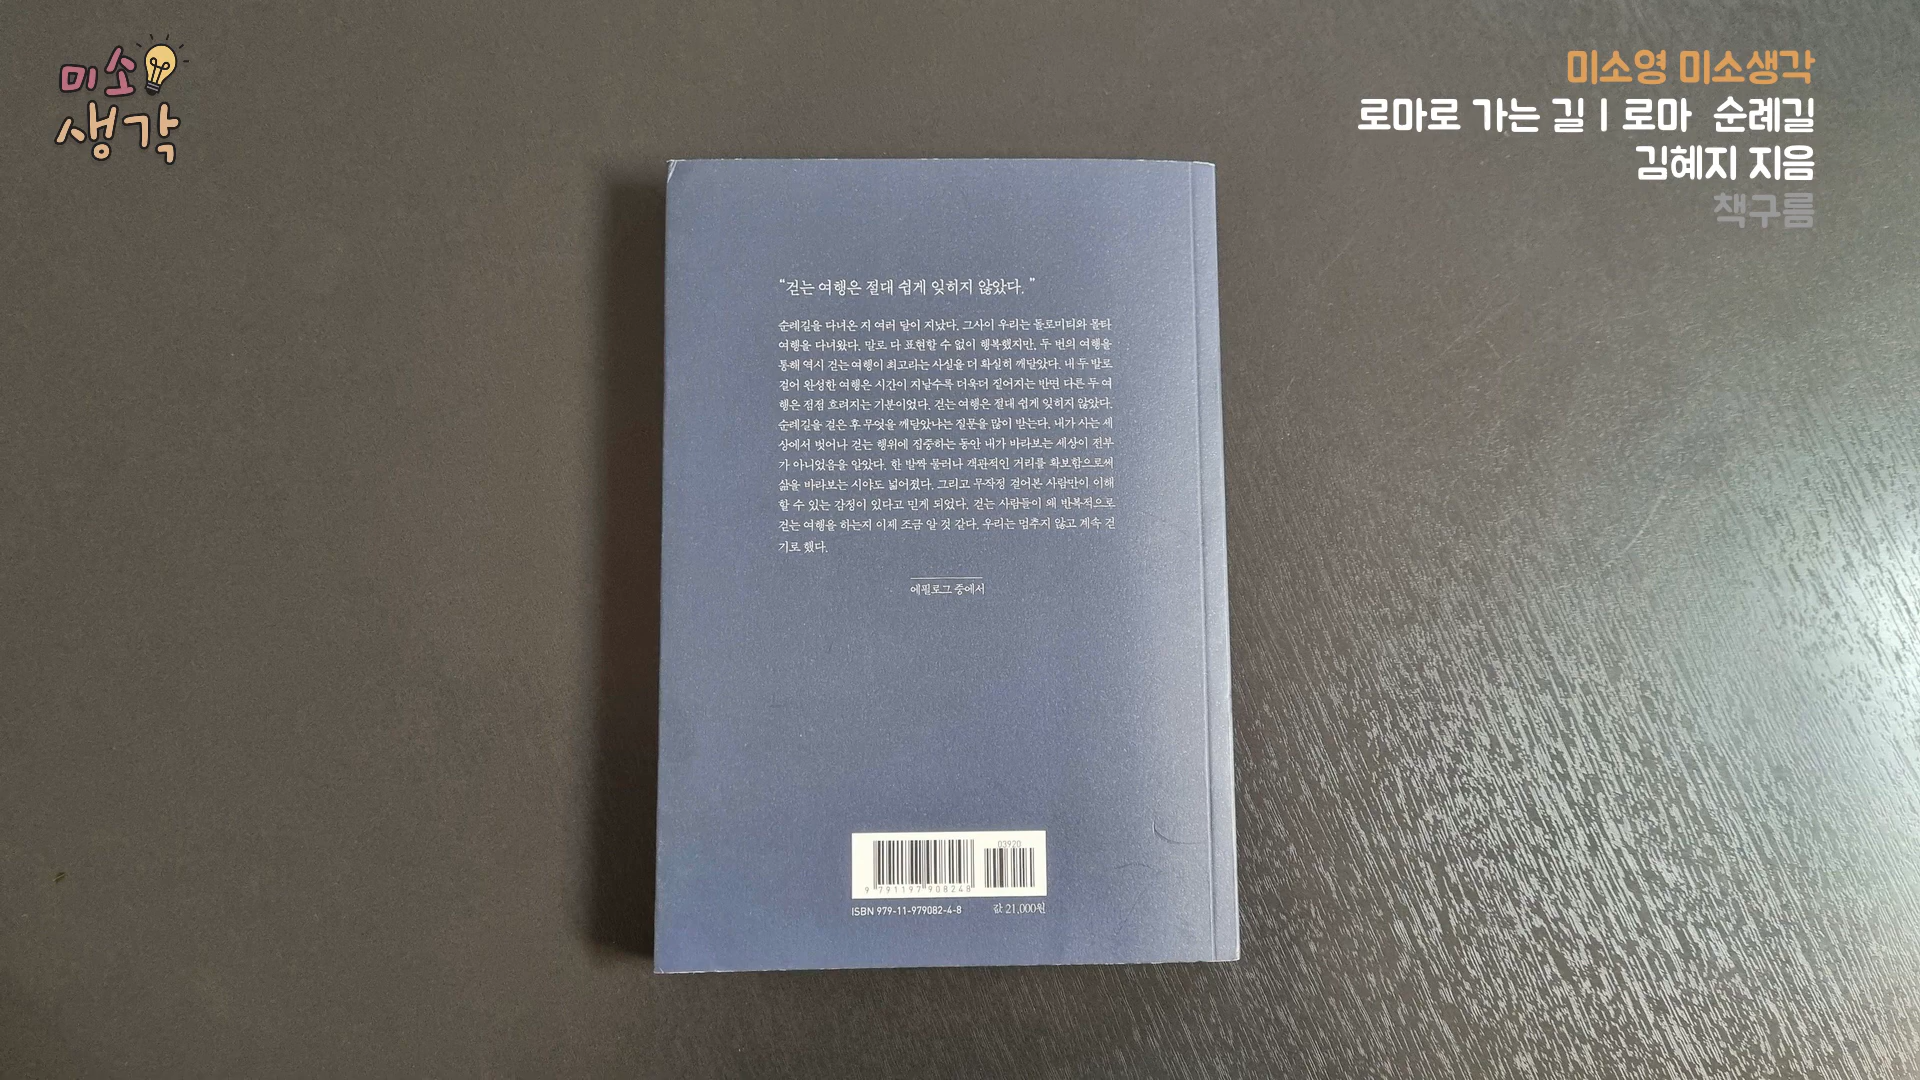 미소
생각
미소영 미소생각
로마로 가는 길 | 로마 순례길
김혜지 지음
책구름
“걷는 여행은 절대 쉽게 잊히지 않았다.”
순례길을 다녀온 지 여러 달이 지났다. 그사이 우리는 돌로미티와 몰타
여행을 다녀왔다. 말로 다 표현할 수 없이 행복했지만, 두 번의 여행을
통해 역시 걷는 여행이 최고라는 사실을 더 확실히 깨달았다. 내 두 발로
걸어 완성한 여행은 시간이 지날수록 더욱더 짙어지는 반면 다른 두 여
행은 점점 흐려지는 기분이었다. 걷는 여행은 절대 쉽게 잊히지 않았다.
순례길을 걸은 후 무엇을 깨달았냐는 질문을 많이 받는다. 내가 사는 세
상에서 벗어나 걷는 행위에 집중하는 동안 내가 바라보는 세상이 전부
가 아니었음을 알았다. 한 발짝 물러나 객관적인 거리를 확보함으로써
삶을 바라보는 시야도 넓어졌다. 그리고 무작정 걸어본 사람만이 이해
할 수 있는 감정이 있다고 믿게 되었다. 걷는 사람들이 왜 반복적으로
걷는 여행을 하는지 이제 조금 알 것 같다. 우리는 멈추지 않고 계속 걷
기로 했다.
에필로그 중에서
03920
9 791197 908248
ISBN 979-11-979082-4-8 값 21,000원